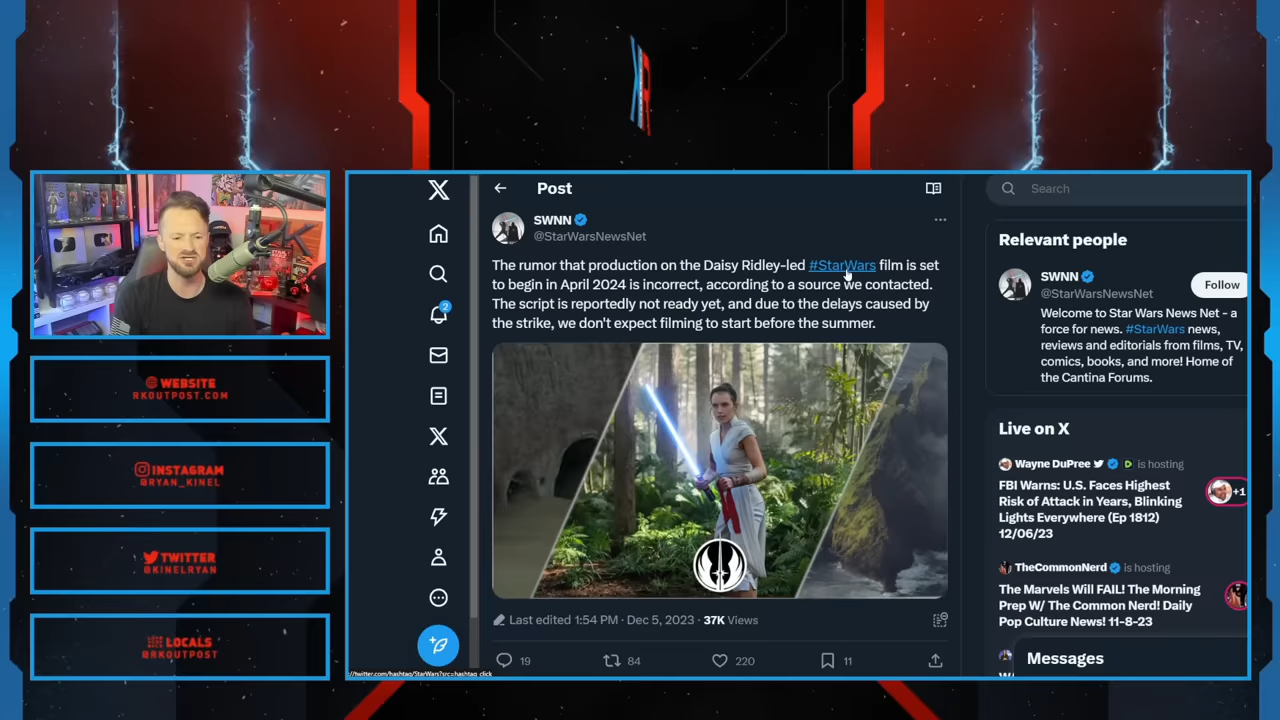 WEBSITE
RKOUTPOST.COM
INSTAGRAM
@RYAN_KINEL
TWITTER
@KINELRYAN
LOCALS
@RKOUTPOST
2
Post
SWNN
@StarWarsNewsNet
The rumor that production on the Daisy Ridley-led #StarWars film is set
to begin in April 2024 is incorrect, according to a source we contacted.
The script is reportedly not ready yet, and due to the delays caused by
the strike, we don't expect filming to start before the summer.
Last edited 1:54 PM · Dec 5, 2023 · 37K Views
19 84 220 11
://twitter.com/hashtag/StarWars?src=hashtag_click
Search
Relevant people
SWNN
@StarWarsNewsNet
Follow
Welcome to Star Wars News Net - a
force for news. #StarWars news,
reviews and editorials from films, TV,
comics, books, and more! Home of
the Cantina Forums.
Live on X
Wayne DuPree is hosting
FBI Warns: U.S. Faces Highest
Risk of Attack in Years, Blinking
Lights Everywhere (Ep 1812)
12/06/23
+1
TheCommonNerd is hosting
The Marvels Will FAIL! The Morning
Prep W/ The Common Nerd! Daily
Pop Culture News! 11-8-23
Messages